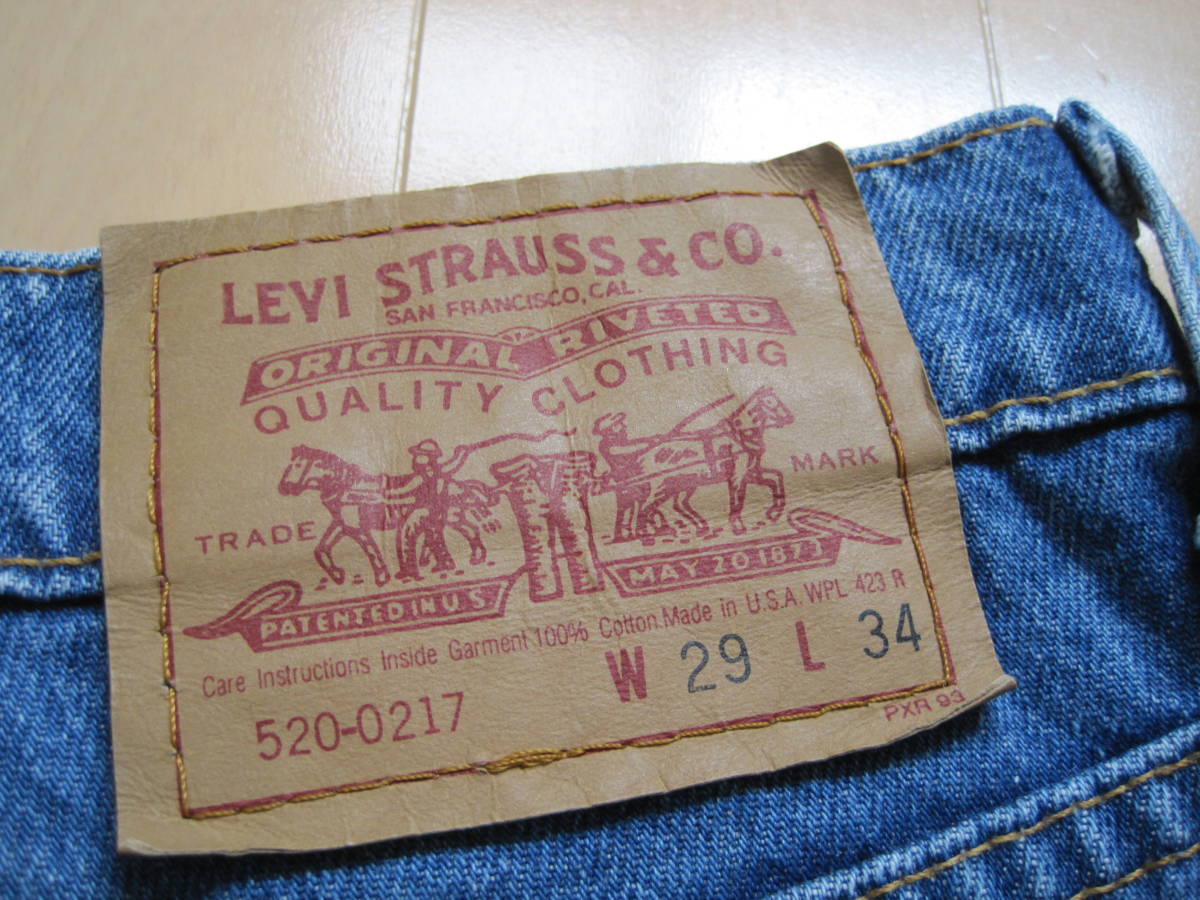 LEVI STRAUSS & CO.
SAN FRANCISCO, CAL.
ORIGINAL RIVETED
QUALITY CLOTHING
TRADE MARK
PATENTED IN U.S. MAY 20 1873
Care Instructions Inside Garment 100% Cotton. Made in U.S.A. WPL 423 R
520-0217 W 29 L 34
PXR 93